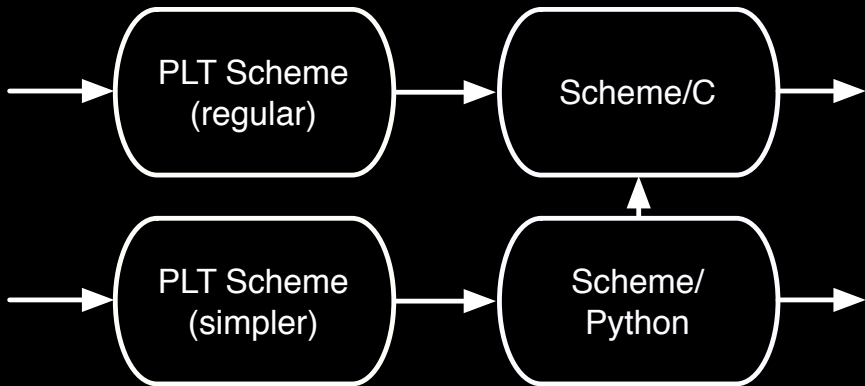 PLT Scheme
(regular)
Scheme/C
PLT Scheme
(simpler)
Scheme/
Python